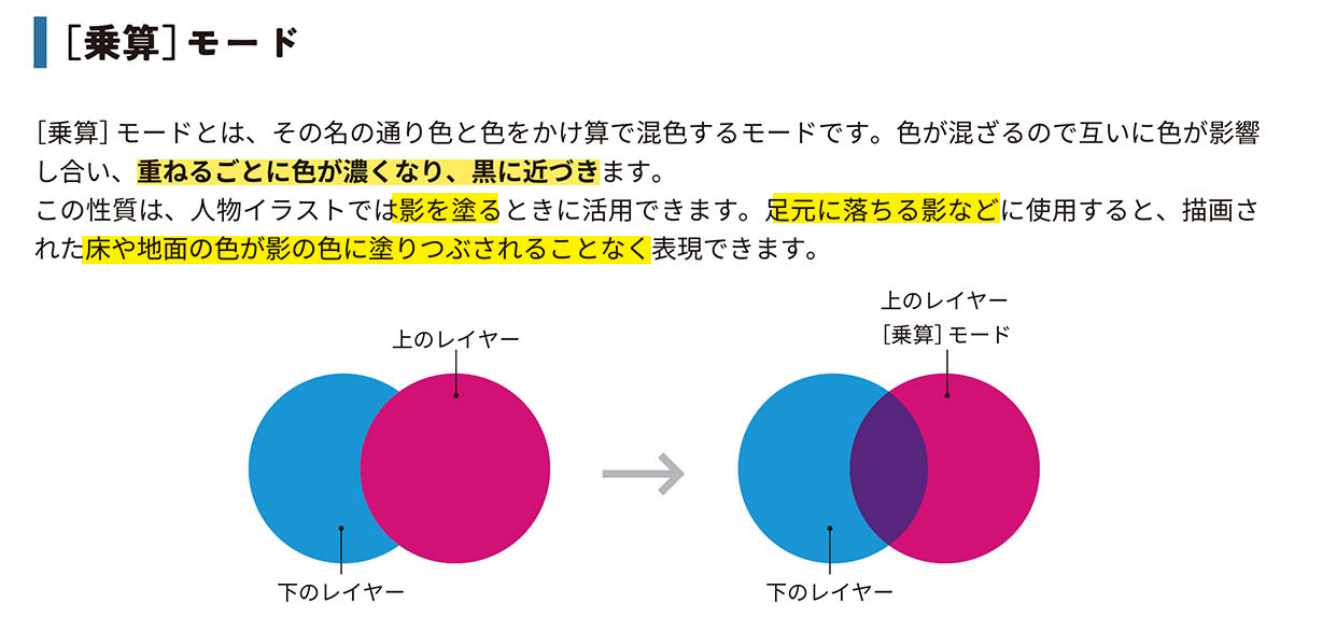 ［乗算］モード
［乗算］モードとは、その名の通り色と色をかけ算で混色するモードです。色が混ざるので互いに色が影響
し合い、重ねるごとに色が濃くなり、黒に近づきます。
この性質は、人物イラストでは影を塗るときに活用できます。足元に落ちる影などに使用すると、描画さ
れた床や地面の色が影の色に塗りつぶされることなく表現できます。
上のレイヤー
下のレイヤー
上のレイヤー
［乗算］モード
下のレイヤー